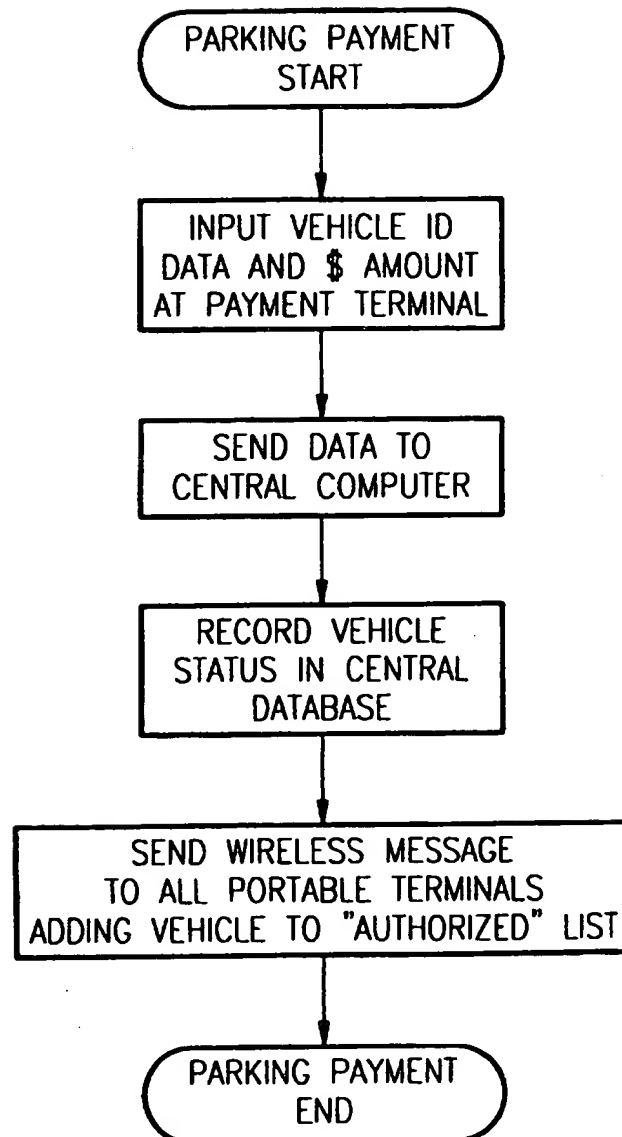 PARKING PAYMENT
START
INPUT VEHICLE ID
DATA AND $ AMOUNT
AT PAYMENT TERMINAL
SEND DATA TO
CENTRAL COMPUTER
RECORD VEHICLE
STATUS IN CENTRAL
DATABASE
SEND WIRELESS MESSAGE
TO ALL PORTABLE TERMINALS
ADDING VEHICLE TO "AUTHORIZED" LIST
PARKING PAYMENT
END